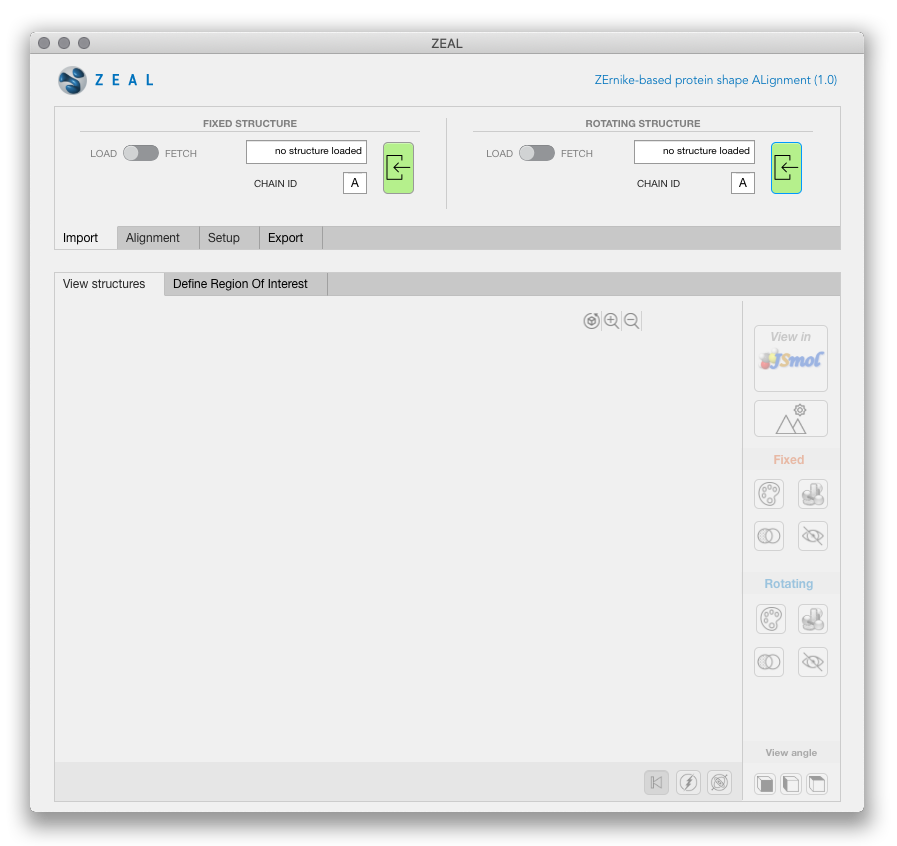 ZEAL
ZEAL
ZErnike-based protein shape ALignment (1.0)
FIXED STRUCTURE
LOAD FETCH
no structure loaded
CHAIN ID A
ROTATING STRUCTURE
LOAD FETCH
no structure loaded
CHAIN ID A
Import Alignment Setup Export
View structures Define Region Of Interest
View in
JSmol
Fixed
Rotating
View angle